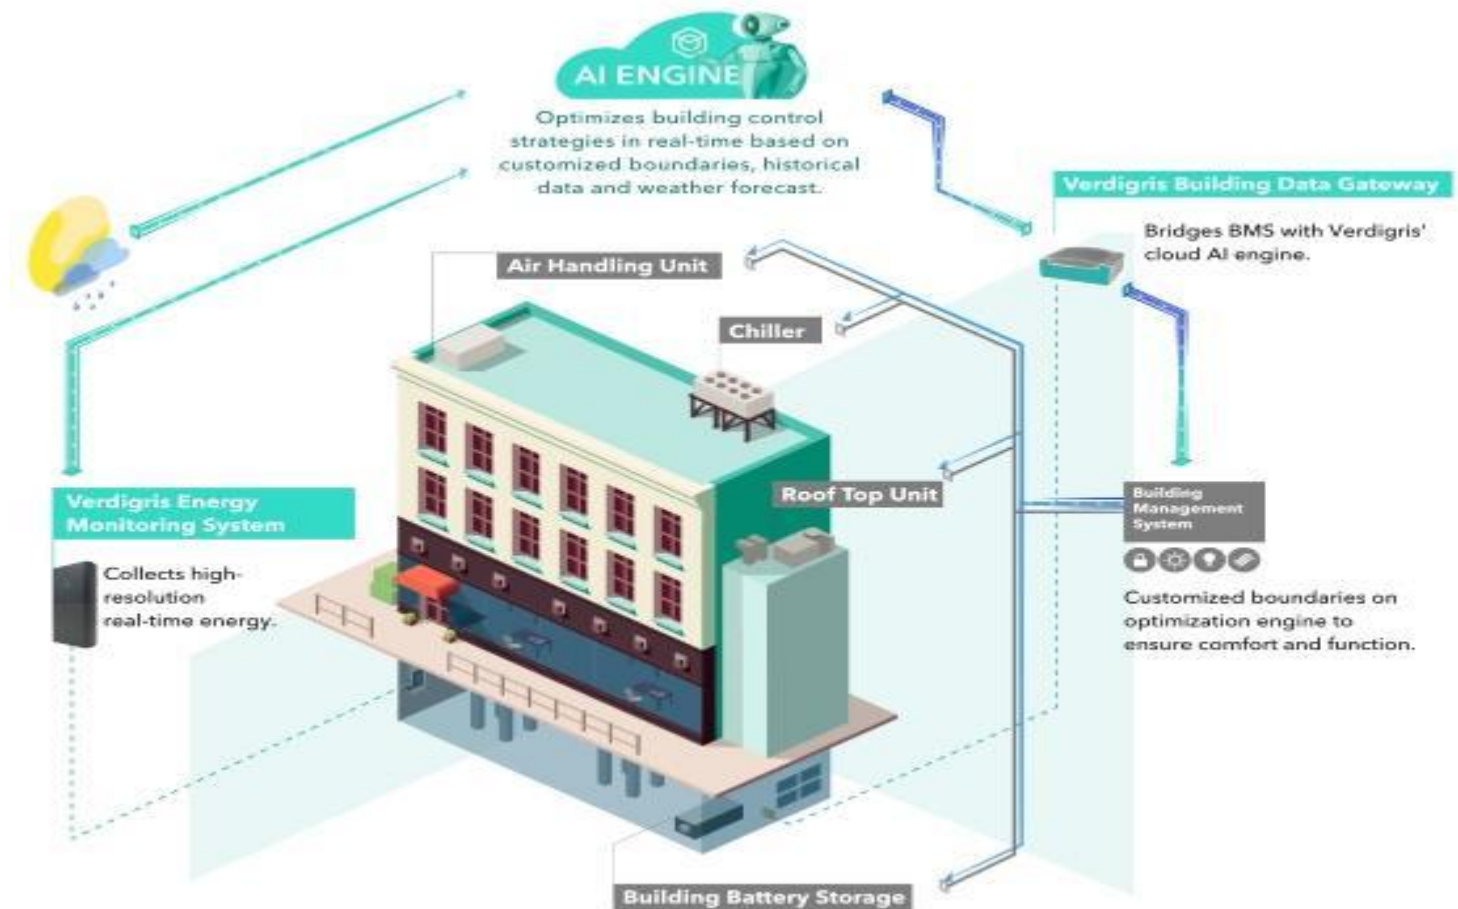 AI ENGINE
Optimizes building control
strategies in real-time based on
customized boundaries, historical
data and weather forecast.
Verdigris Building Data Gateway
Bridges BMS with Verdigris'
cloud AI engine.
Air Handling Unit
Chiller
Roof Top Unit
Building
Management
System
Customized boundaries on
optimization engine to
ensure comfort and function.
Verdigris Energy
Monitoring System
Collects high-
resolution
real-time energy.
Building Battery Storage